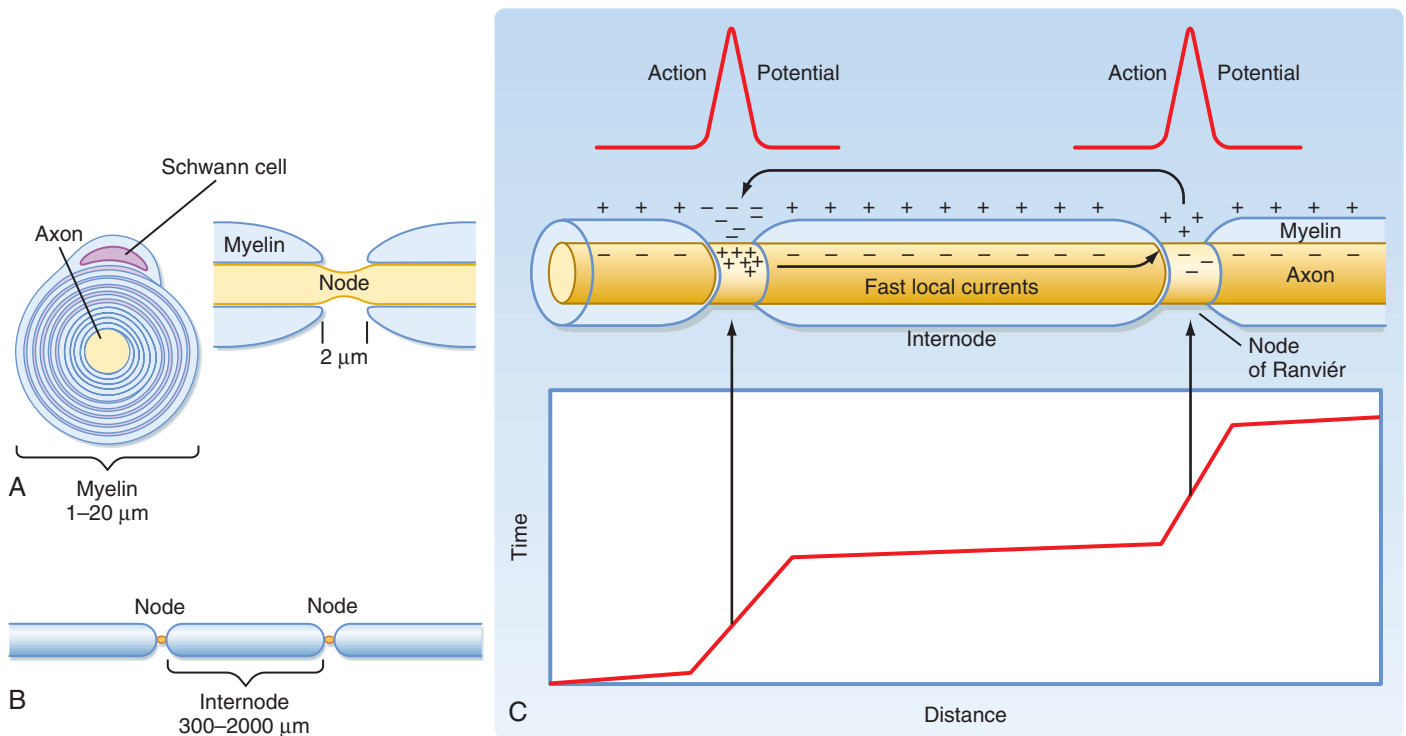 Schwann cell
Axon
Myelin
1–20 μm
A
Myelin
Node
2 μm
Node
Node
Internode
300–2000 μm
B
Action
Potential
Action
Potential
+ + + – – – + + + + + + + + + + + + + +
– –
– +
–
Myelin
– – – + + + + – – – – – – – – – – – – – – –
+ + + –
+
Axon
Fast local currents
Internode
Node
of Ranviér
Time
Distance
C